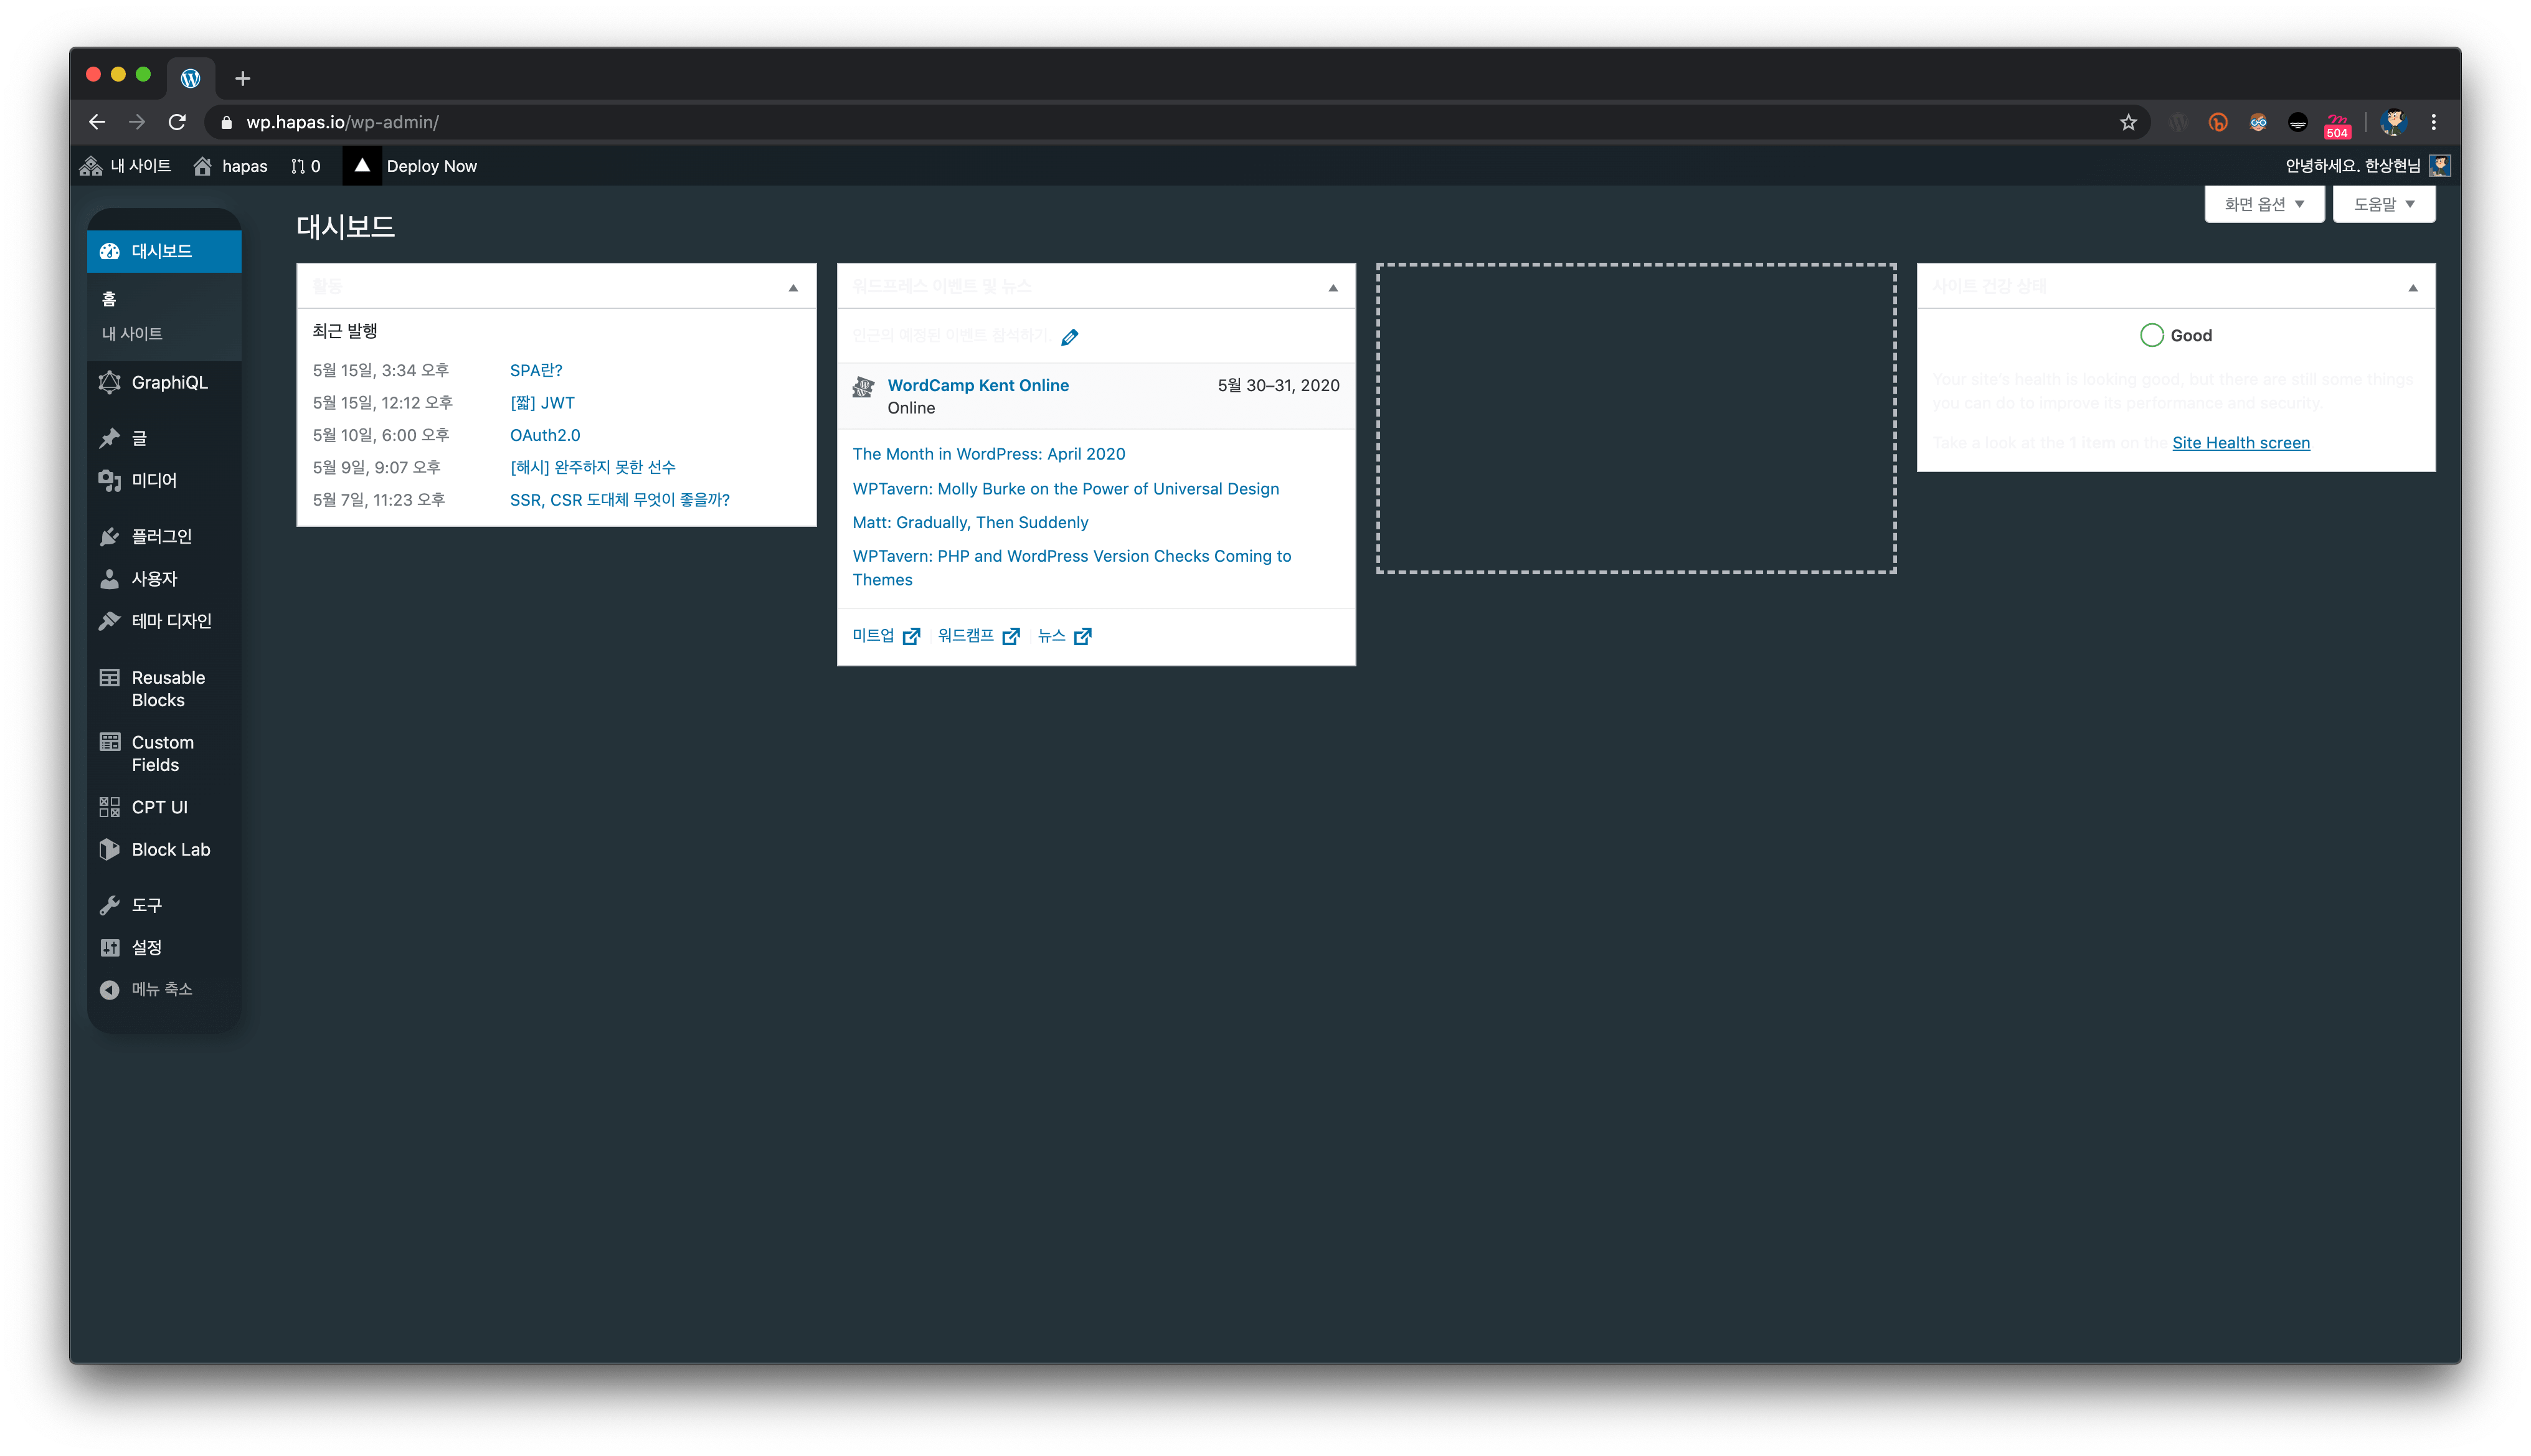 wp.hapas.io/wp-admin/
504
내 사이트
hapas
0
Deploy Now
안녕하세요. 한상현님
화면 옵션
도움말
대시보드
홈
내 사이트
GraphiQL
글
미디어
플러그인
사용자
테마 디자인
Reusable
Blocks
Custom
Fields
CPT UI
Block Lab
도구
설정
메뉴 축소
대시보드
활동
최근 발행
5월 15일, 3:34 오후 SPA란?
5월 15일, 12:12 오후 [짧] JWT
5월 10일, 6:00 오후 OAuth2.0
5월 9일, 9:07 오후 [해시] 완주하지 못한 선수
5월 7일, 11:23 오후 SSR, CSR 도대체 무엇이 좋을까?
워드프레스 이벤트 및 뉴스
인근의 예정된 이벤트 참석하기.
WordCamp Kent Online 5월 30–31, 2020
Online
The Month in WordPress: April 2020
WPTavern: Molly Burke on the Power of Universal Design
Matt: Gradually, Then Suddenly
WPTavern: PHP and WordPress Version Checks Coming to
Themes
미트업 워드캠프 뉴스
사이트 건강 상태
Good
Your site's health is looking good, but there are still some things
you can do to improve its performance and security.
Take a look at the 1 item on the Site Health screen